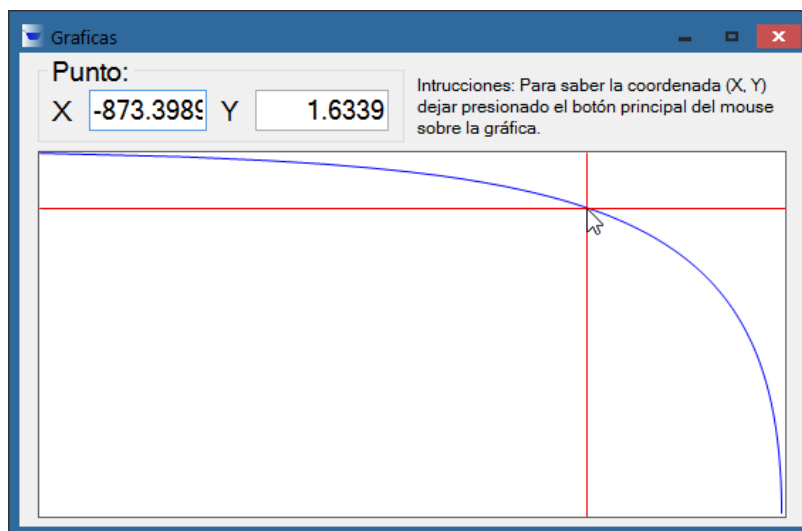 Graficas
Punto:
X -873.3989 Y 1.6339
Intrucciones: Para saber la coordenada (X, Y)
dejar presionado el botón principal del mouse
sobre la gráfica.